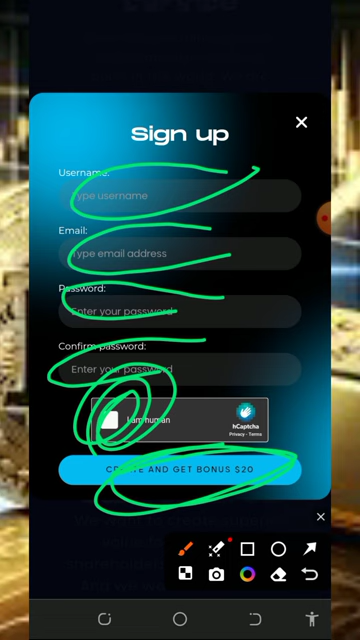 Sign up
Username:
Type username
Email:
Type email address
Password:
Enter your password
Confirm password:
Enter your password
I am human
hCaptcha
Privacy - Terms
CREATE AND GET BONUS $20